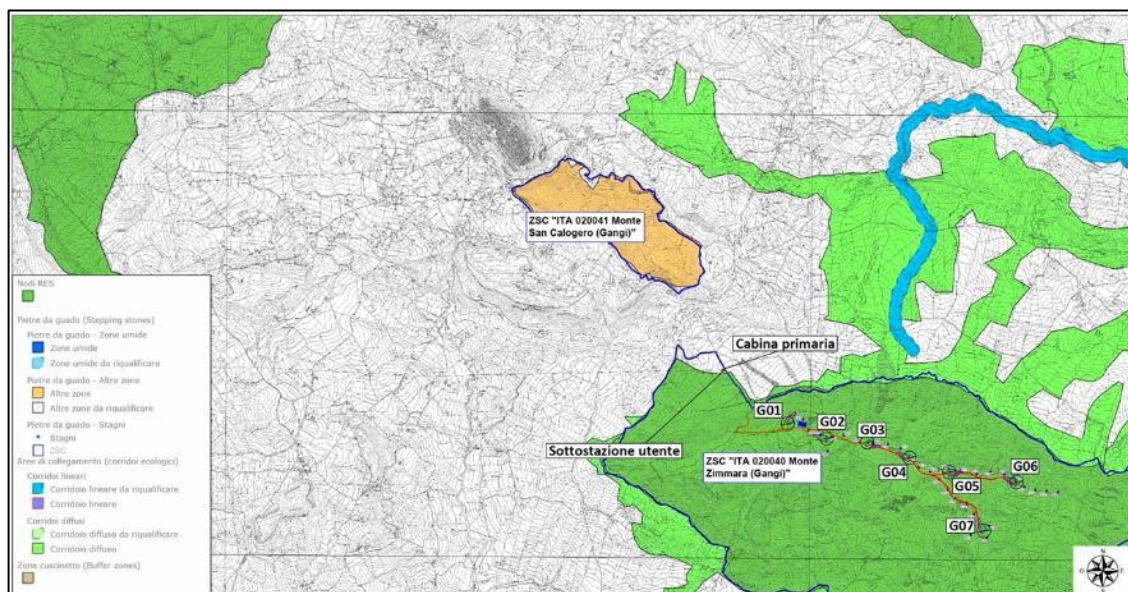 ZSC "ITA 020041 Monte
San Calogero (Gangi)"
Nodi RES
Pietre da guado (Stepping stones)
Pietre da guado - Zone umide
Zone umide
Zone umide da riqualificare
Pietre da guado - Altre zone
Altre zone
Altre zone da riqualificare
Pietre da guado - Stagni
Stagni
ZSC
Aree di collegamento (corridoi ecologici)
Corridoi lineari
Corridoio lineare da riqualificare
Corridoio lineare
Corridoi diffusi
Corridoio diffuso da riqualificare
Corridoio diffuso
Zone cuscinetto (Buffer zones)
Cabina primaria
Sottostazione utente
G01
G02
G03
ZSC "ITA 020040 Monte
Zimmara (Gangi)"
G04
G05
G06
G07
N
O
E
S